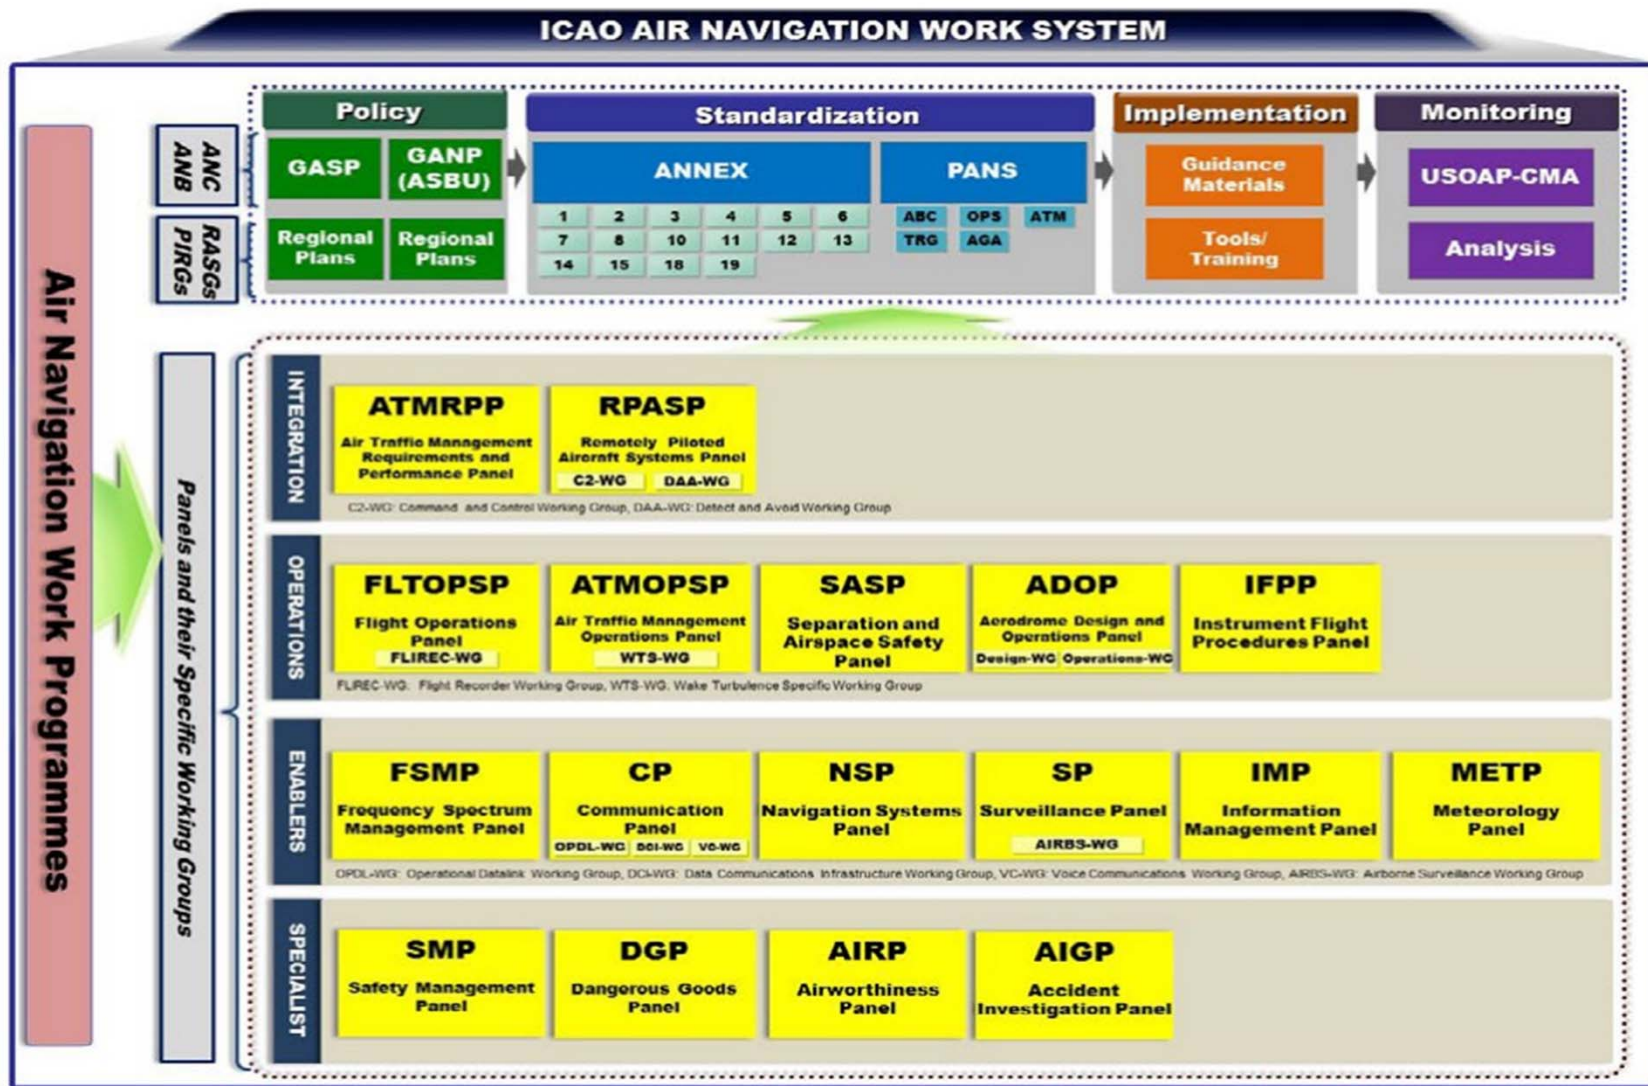 ICAO AIR NAVIGATION WORK SYSTEM
Air Navigation Work Programmes
ANC
ANB
RASGs
PIRGs
Policy
GASP
GANP
(ASBU)
Regional
Plans
Regional
Plans
Standardization
ANNEX
1 2 3 4 5 6
7 8 10 11 12 13
14 15 18 19
PANS
ABC OPS ATM
TRG AGA
Implementation
Guidance
Materials
Tools/
Training
Monitoring
USOAP-CMA
Analysis
Panels and their Specific Working Groups
INTEGRATION
ATMRPP
Air Traffic Management
Requirements and
Performance Panel
RPASP
Remotely Piloted
Aircraft Systems Panel
C2-WG DAA-WG
C2-WG: Command and Control Working Group, DAA-WG: Detect and Avoid Working Group
OPERATIONS
FLTOPSP
Flight Operations
Panel
FLIREC-WG
ATMOPSP
Air Traffic Management
Operations Panel
WTS-WG
SASP
Separation and
Airspace Safety
Panel
ADOP
Aerodrome Design and
Operations Panel
Design-WG Operations-WG
IFPP
Instrument Flight
Procedures Panel
FLIREC-WG: Flight Recorder Working Group, WTS-WG: Wake Turbulence Specific Working Group
ENABLERS
FSMP
Frequency Spectrum
Management Panel
CP
Communication
Panel
OPDL-WG DCI-WG VC-WG
NSP
Navigation Systems
Panel
SP
Surveillance Panel
AIRBS-WG
IMP
Information
Management Panel
METP
Meteorology
Panel
OPDL-WG: Operational Datalink Working Group, DCI-WG: Data Communications Infrastructure Working Group, VC-WG: Voice Communications Working Group, AIRBS-WG: Airborne Surveillance Working Group
SPECIALIST
SMP
Safety Management
Panel
DGP
Dangerous Goods
Panel
AIRP
Airworthiness
Panel
AIGP
Accident
Investigation Panel